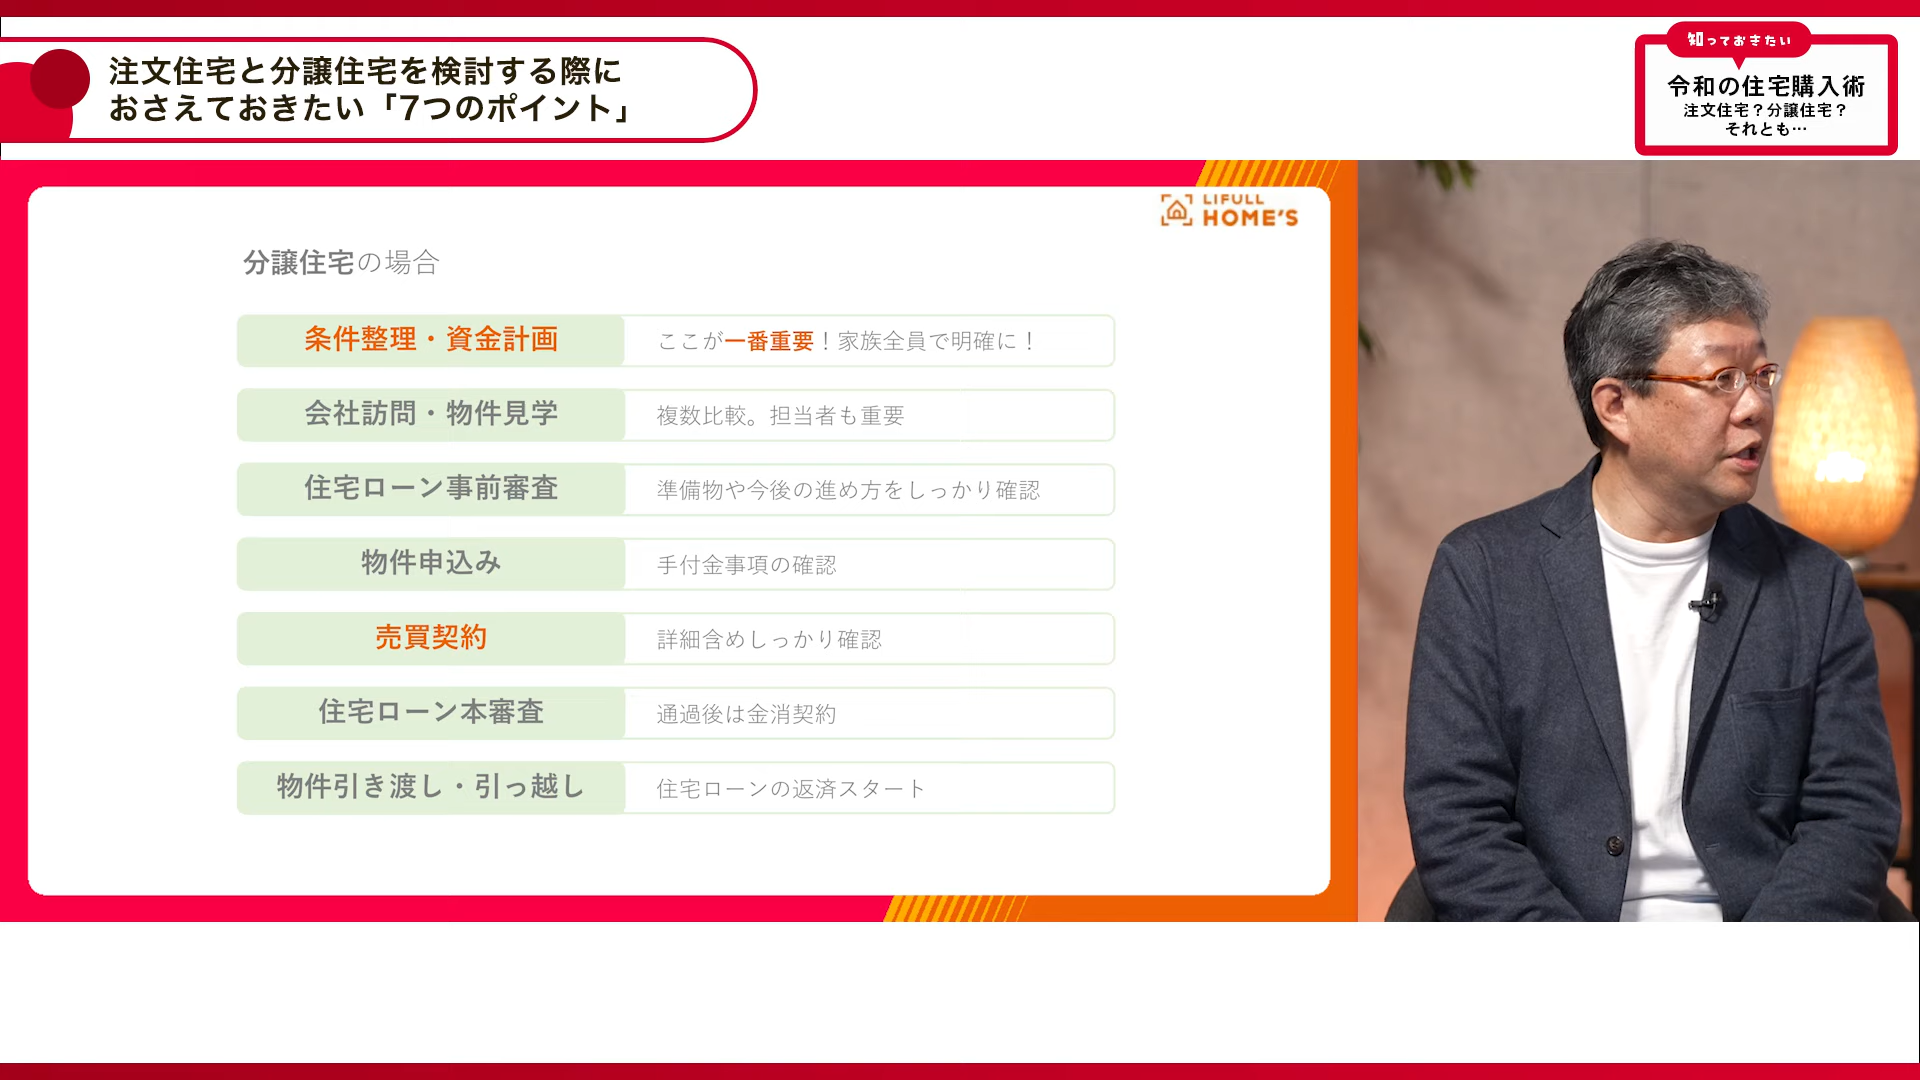 注文住宅と分譲住宅を検討する際に
おさえておきたい「7つのポイント」
知っておきたい
令和の住宅購入術
注文住宅？分譲住宅？
それとも…
LIFULL
HOME'S
分譲住宅の場合
条件整理・資金計画
ここが一番重要！家族全員で明確に！
会社訪問・物件見学
複数比較。担当者も重要
住宅ローン事前審査
準備物や今後の進め方をしっかり確認
物件申込み
手付金事項の確認
売買契約
詳細含めしっかり確認
住宅ローン本審査
通過後は金消契約
物件引き渡し・引っ越し
住宅ローンの返済スタート